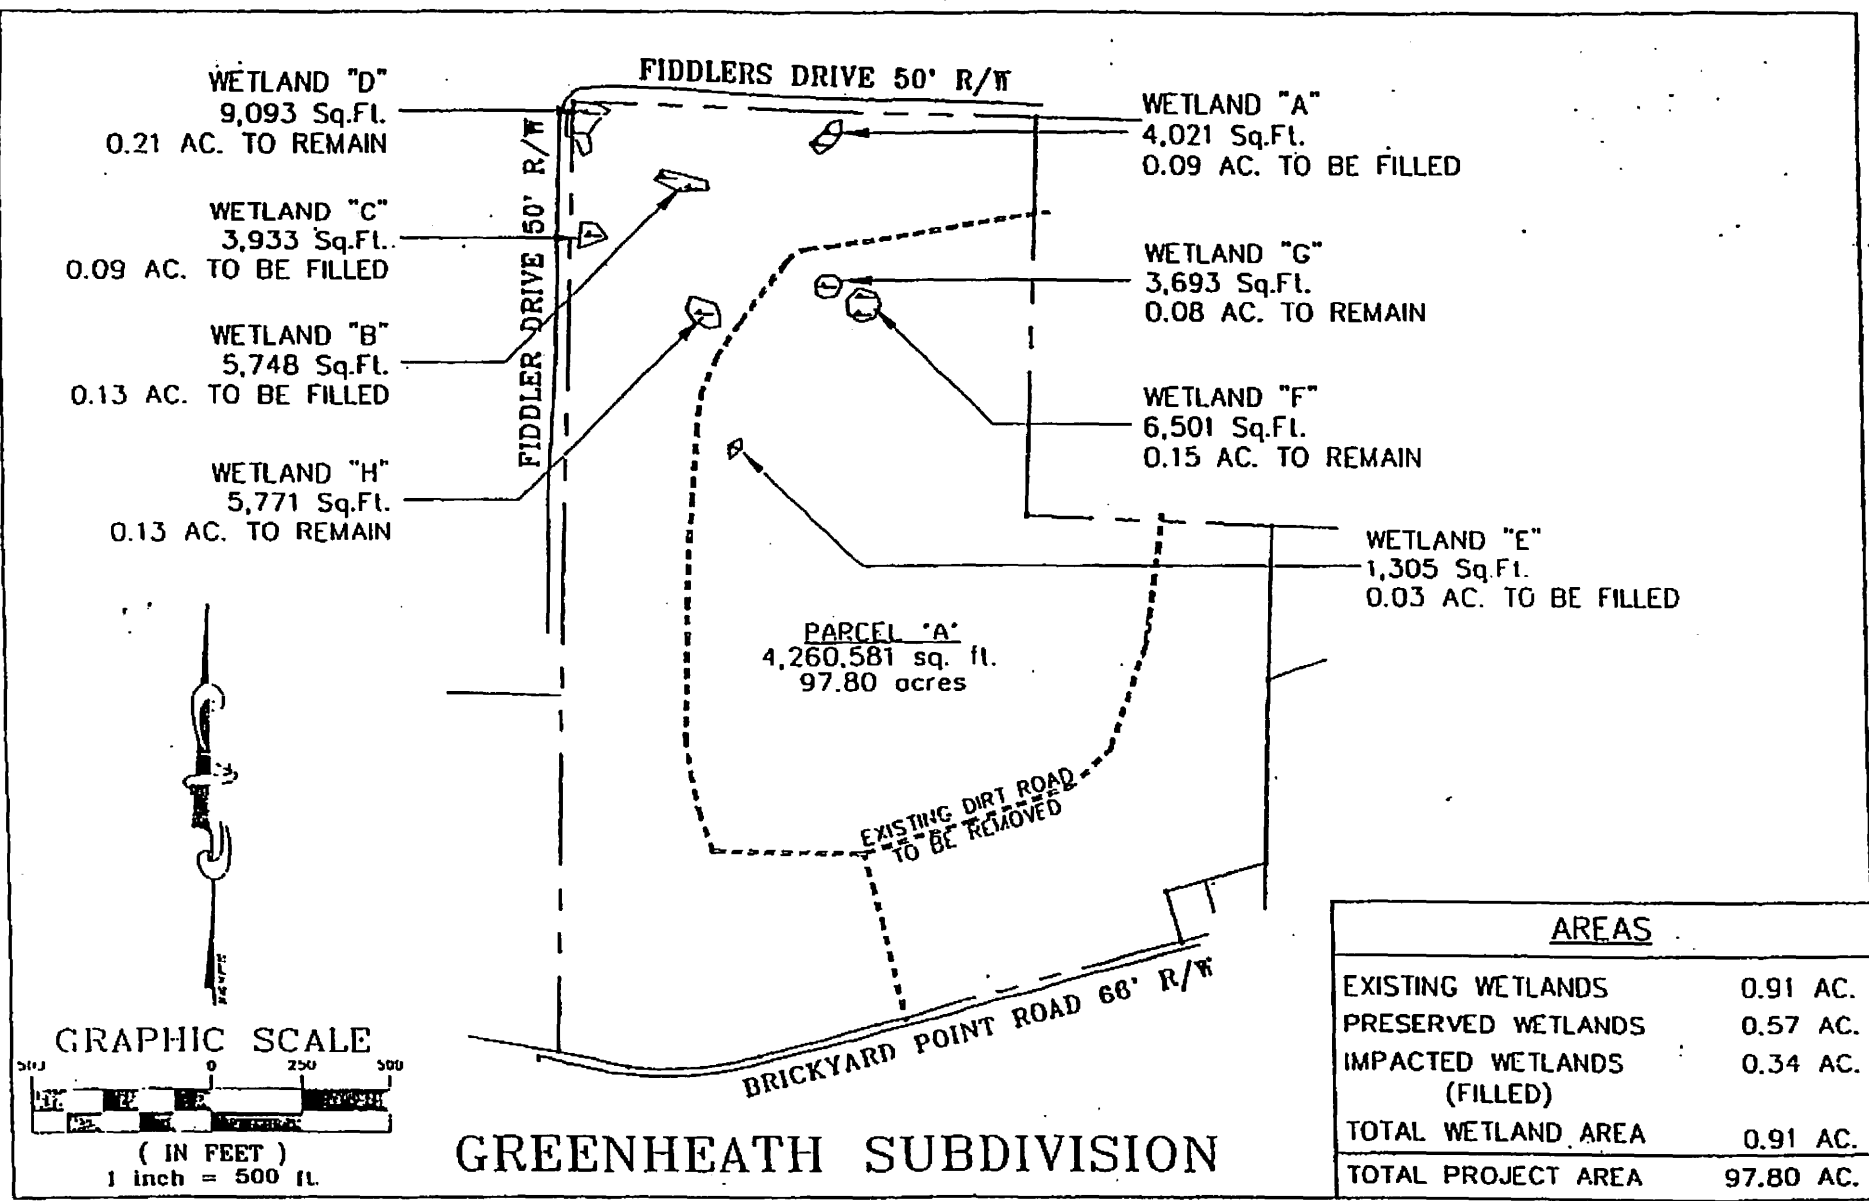 FIDDLERS DRIVE 50' R/W
WETLAND "D"
9,093 Sq.Ft.
0.21 AC. TO REMAIN
WETLAND "C"
3,933 Sq.Ft.
0.09 AC. TO BE FILLED
WETLAND "B"
5,748 Sq.Ft.
0.13 AC. TO BE FILLED
WETLAND "H"
5,771 Sq.Ft.
0.13 AC. TO REMAIN
FIDDLER DRIVE 50' R/W
WETLAND "A"
4,021 Sq.Ft.
0.09 AC. TO BE FILLED
WETLAND "G"
3,693 Sq.Ft.
0.08 AC. TO REMAIN
WETLAND "F"
6,501 Sq.Ft.
0.15 AC. TO REMAIN
WETLAND "E"
1,305 Sq.Ft.
0.03 AC. TO BE FILLED
PARCEL "A"
4,260,581 sq. ft.
97.80 acres
EXISTING DIRT ROAD
TO BE REMOVED
BRICKYARD POINT ROAD 66' R/W
GRAPHIC SCALE
500 0 250 500
( IN FEET )
1 inch = 500 ft.
GREENHEATH SUBDIVISION
AREAS
EXISTING WETLANDS 0.91 AC.
PRESERVED WETLANDS 0.57 AC.
IMPACTED WETLANDS 0.34 AC.
(FILLED)
TOTAL WETLAND AREA 0.91 AC.
TOTAL PROJECT AREA 97.80 AC.